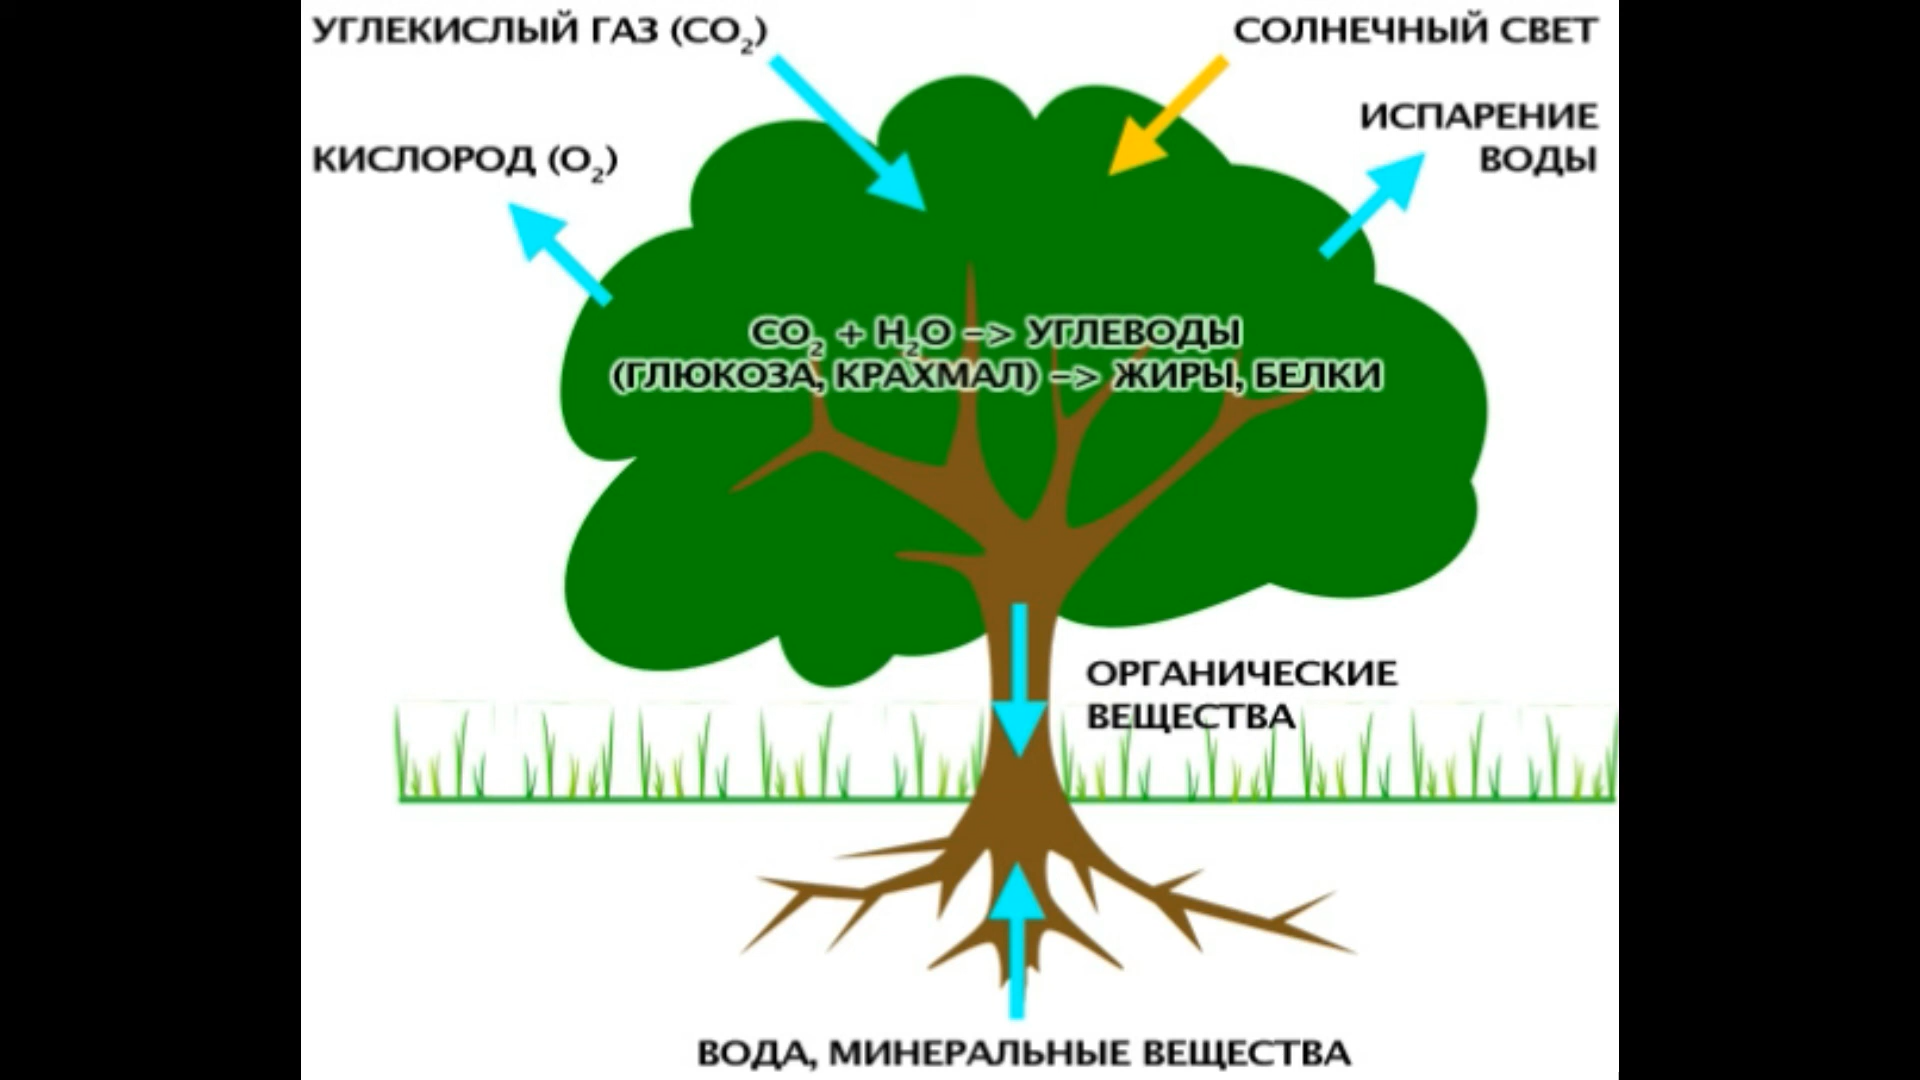 УГЛЕКИСЛЫЙ ГАЗ (CO₂)
СОЛНЕЧНЫЙ СВЕТ
КИСЛОРОД (O₂)
ИСПАРЕНИЕ
ВОДЫ
CO₂ + H₂O –> УГЛЕВОДЫ
(ГЛЮКОЗА, КРАХМАЛ) –> ЖИРЫ, БЕЛКИ
ОРГАНИЧЕСКИЕ
ВЕЩЕСТВА
ВОДА, МИНЕРАЛЬНЫЕ ВЕЩЕСТВА